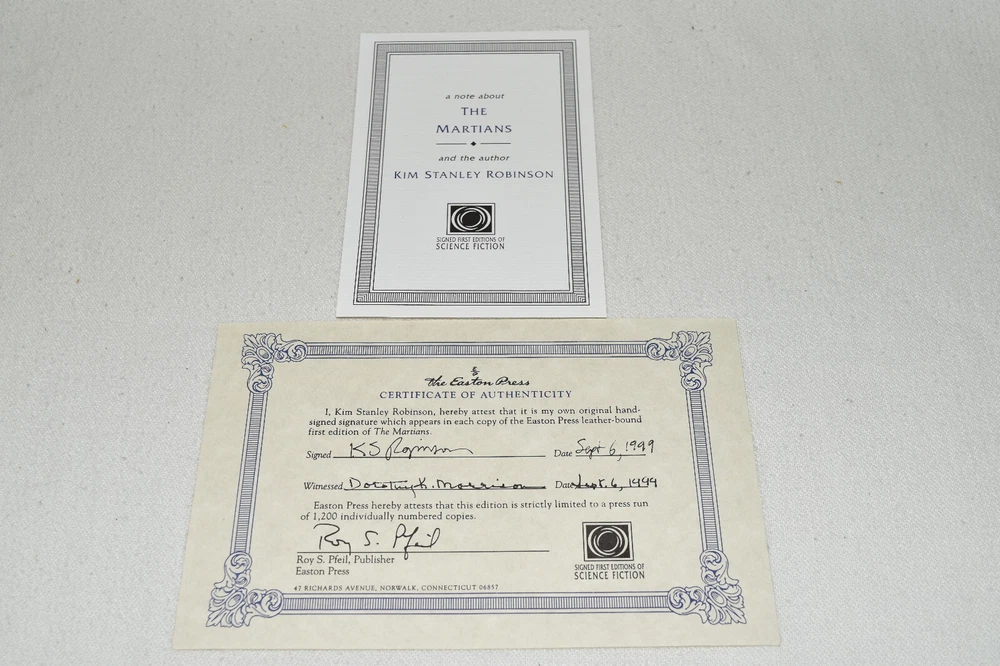 a note about
THE
MARTIANS
and the author
KIM STANLEY ROBINSON
SIGNED FIRST EDITIONS OF
SCIENCE FICTION
The Easton Press
CERTIFICATE OF AUTHENTICITY
I, Kim Stanley Robinson, hereby attest that it is my own original hand-
signed signature which appears in each copy of the Easton Press leather-bound
first edition of The Martians.
Signed KS Robinson Date Sept 6, 1999
Witnessed Dorothy K. Morrison Date Sept. 6, 1999
Easton Press hereby attests that this edition is strictly limited to a press run
of 1,200 individually numbered copies.
Roy S. Pfeil
Roy S. Pfeil, Publisher
Easton Press
SIGNED FIRST EDITIONS OF
SCIENCE FICTION
47 RICHARDS AVENUE, NORWALK, CONNECTICUT 06857